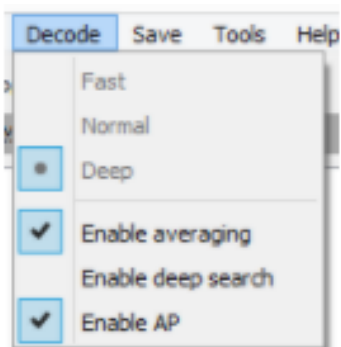 Decode Save Tools Help
Fast
Normal
Deep
Enable averaging
Enable deep search
Enable AP